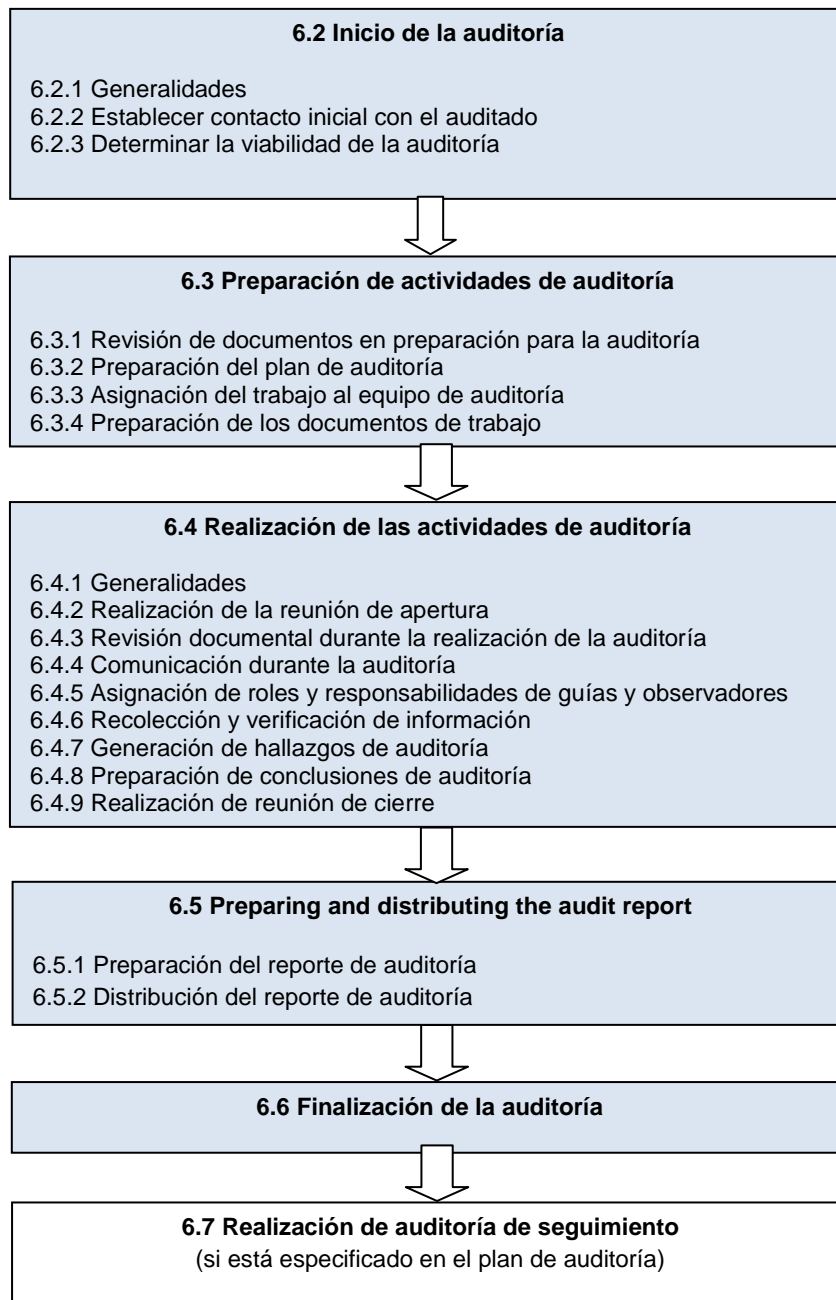 6.2 Inicio de la auditoría
6.2.1 Generalidades
6.2.2 Establecer contacto inicial con el auditado
6.2.3 Determinar la viabilidad de la auditoría
6.3 Preparación de actividades de auditoría
6.3.1 Revisión de documentos en preparación para la auditoría
6.3.2 Preparación del plan de auditoría
6.3.3 Asignación del trabajo al equipo de auditoría
6.3.4 Preparación de los documentos de trabajo
6.4 Realización de las actividades de auditoría
6.4.1 Generalidades
6.4.2 Realización de la reunión de apertura
6.4.3 Revisión documental durante la realización de la auditoría
6.4.4 Comunicación durante la auditoría
6.4.5 Asignación de roles y responsabilidades de guías y observadores
6.4.6 Recolección y verificación de información
6.4.7 Generación de hallazgos de auditoría
6.4.8 Preparación de conclusiones de auditoría
6.4.9 Realización de reunión de cierre
6.5 Preparing and distributing the audit report
6.5.1 Preparación del reporte de auditoría
6.5.2 Distribución del reporte de auditoría
6.6 Finalización de la auditoría
6.7 Realización de auditoría de seguimiento
(si está especificado en el plan de auditoría)